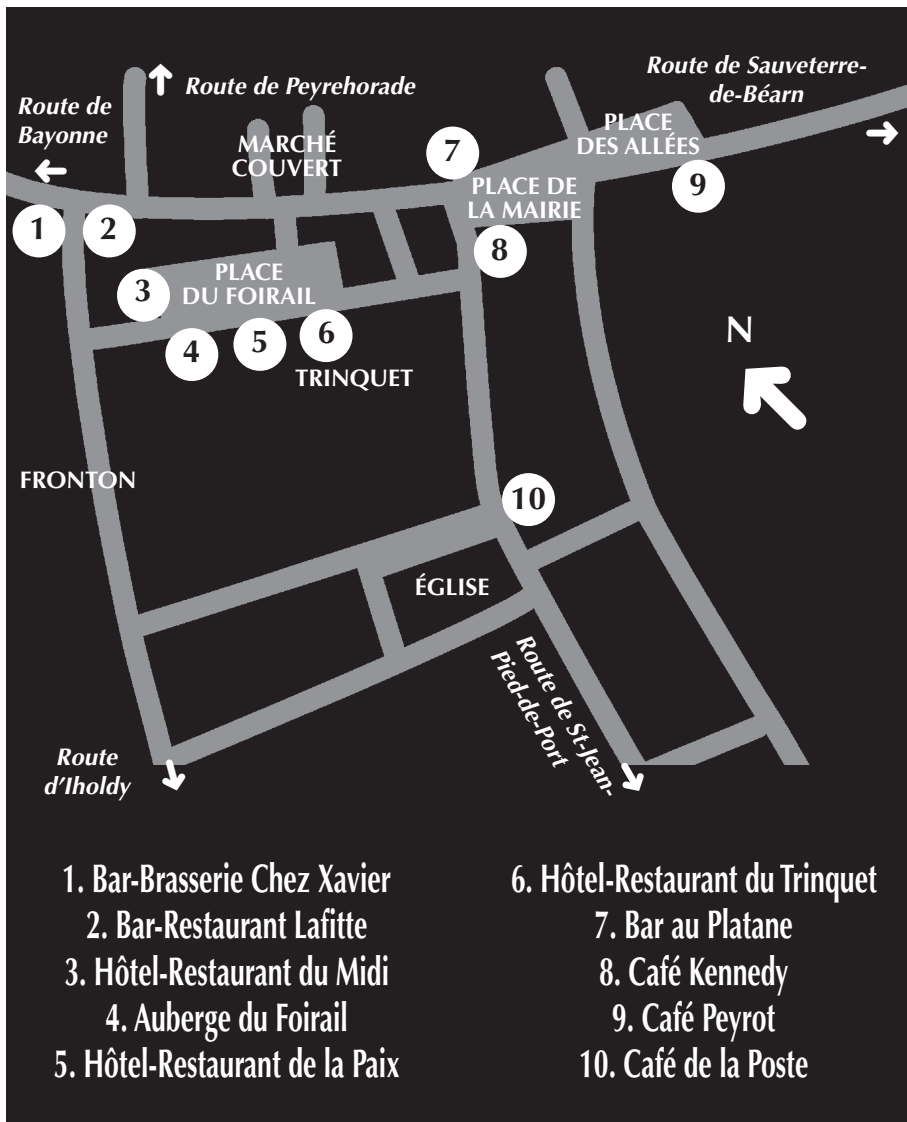 Route de
Bayonne
Route de Peyrehorade
Route de Sauveterre-
de-Béarn
MARCHÉ
COUVERT
7
PLACE
DES ALLÉES
9
PLACE DE
LA MAIRIE
1
2
8
3
PLACE
DU FOIRAIL
4
5
6
TRINQUET
N
FRONTON
10
ÉGLISE
Route de St-Jean-
Pied-de-Port
Route
d'Iholdy
1. Bar-Brasserie Chez Xavier
2. Bar-Restaurant Lafitte
3. Hôtel-Restaurant du Midi
4. Auberge du Foirail
5. Hôtel-Restaurant de la Paix
6. Hôtel-Restaurant du Trinquet
7. Bar au Platane
8. Café Kennedy
9. Café Peyrot
10. Café de la Poste